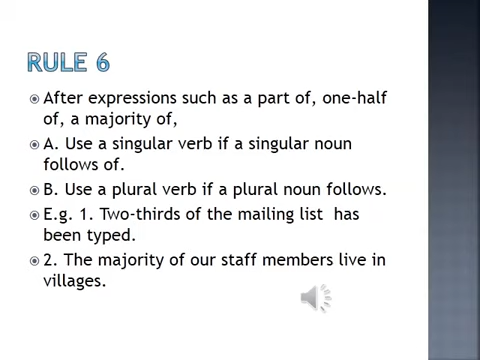 RULE 6
After expressions such as a part of, one-half
of, a majority of,
A. Use a singular verb if a singular noun
follows of.
B. Use a plural verb if a plural noun follows.
E.g. 1. Two-thirds of the mailing list has
been typed.
2. The majority of our staff members live in
villages.